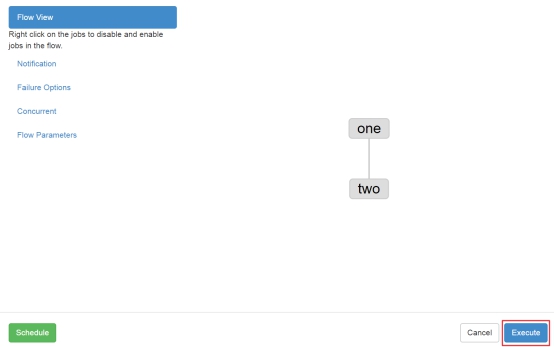 Flow View
Right click on the jobs to disable and enable
jobs in the flow.
Notification
Failure Options
Concurrent
Flow Parameters
one
two
Schedule
Cancel
Execute